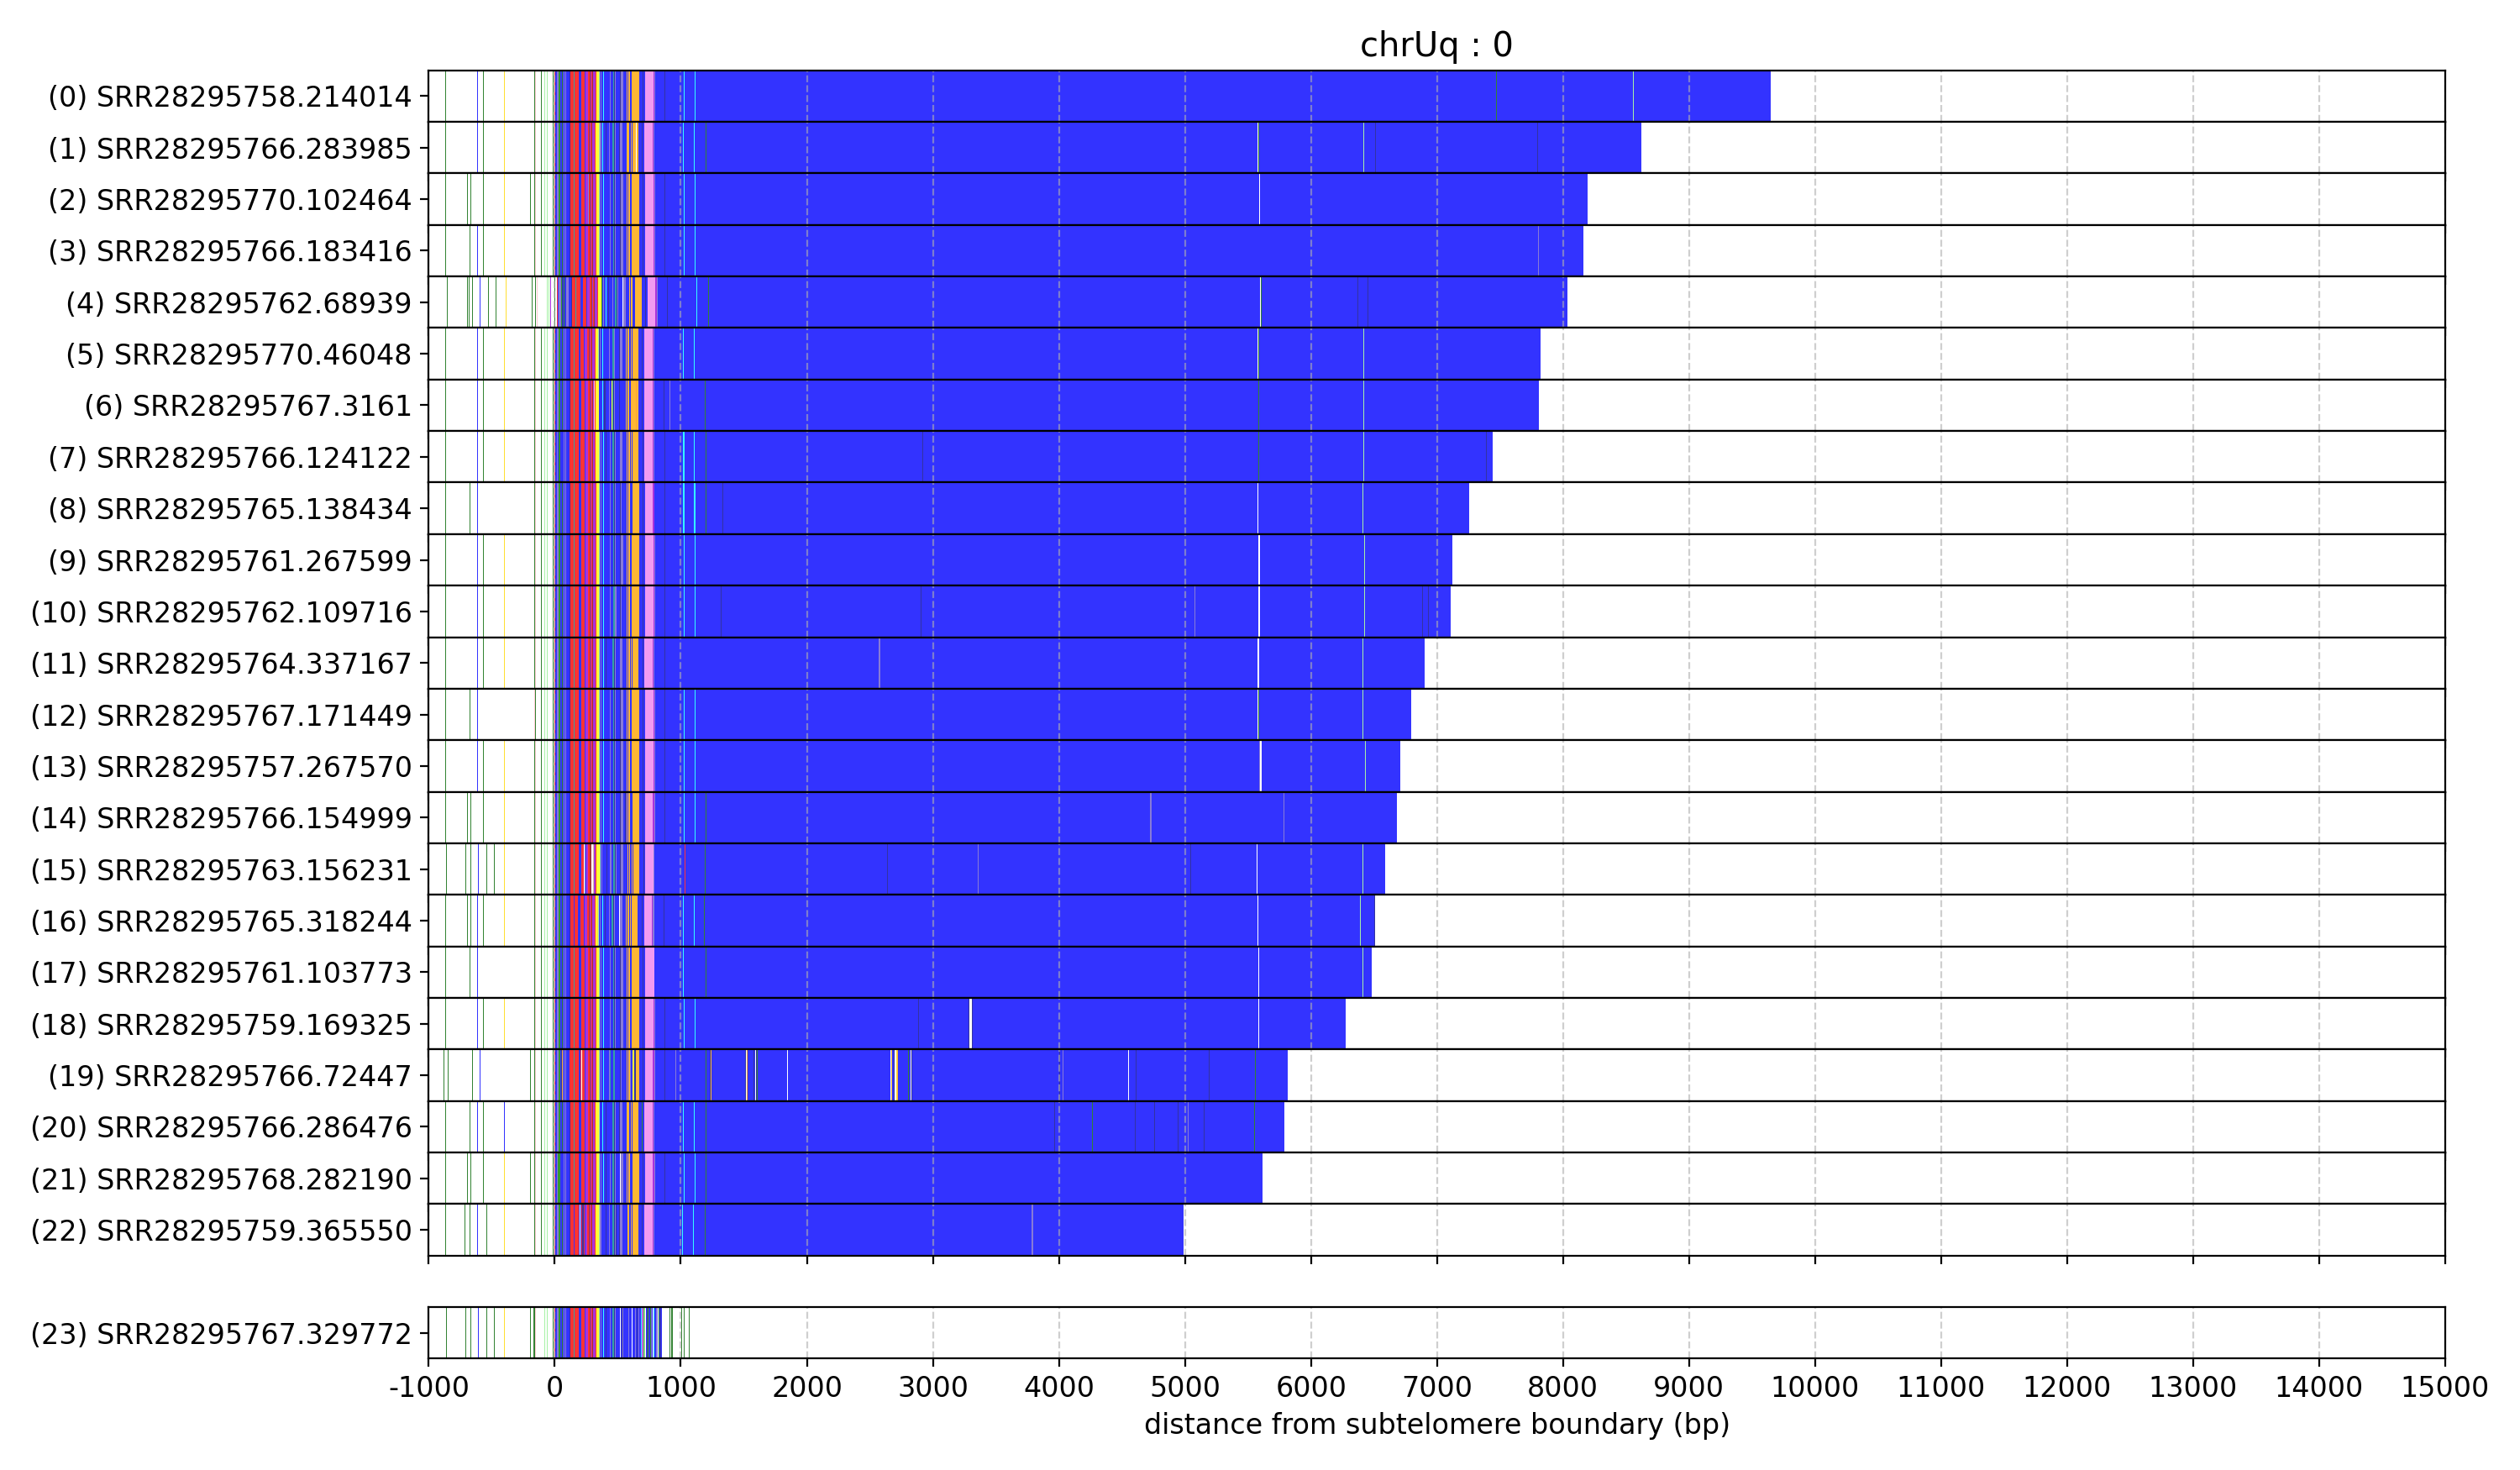 chrUq : 0
(0) SRR28295758.214014
(1) SRR28295766.283985
(2) SRR28295770.102464
(3) SRR28295766.183416
(4) SRR28295762.68939
(5) SRR28295770.46048
(6) SRR28295767.3161
(7) SRR28295766.124122
(8) SRR28295765.138434
(9) SRR28295761.267599
(10) SRR28295762.109716
(11) SRR28295764.337167
(12) SRR28295767.171449
(13) SRR28295757.267570
(14) SRR28295766.154999
(15) SRR28295763.156231
(16) SRR28295765.318244
(17) SRR28295761.103773
(18) SRR28295759.169325
(19) SRR28295766.72447
(20) SRR28295766.286476
(21) SRR28295768.282190
(22) SRR28295759.365550
(23) SRR28295767.329772
-1000 0 1000 2000 3000 4000 5000 6000 7000 8000 9000 10000 11000 12000 13000 14000 15000
distance from subtelomere boundary (bp)